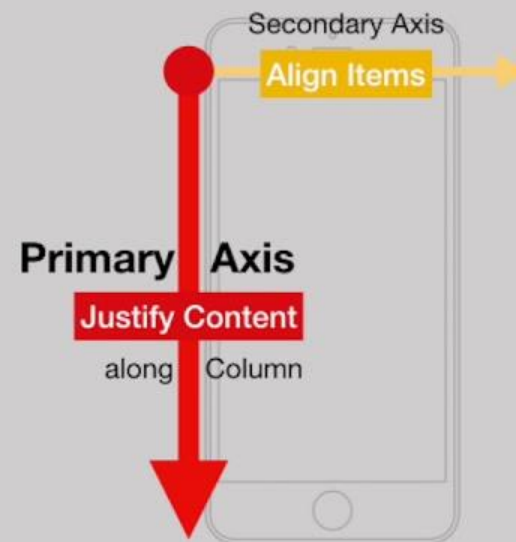 Secondary Axis
Align Items
Primary Axis
Justify Content
along Column